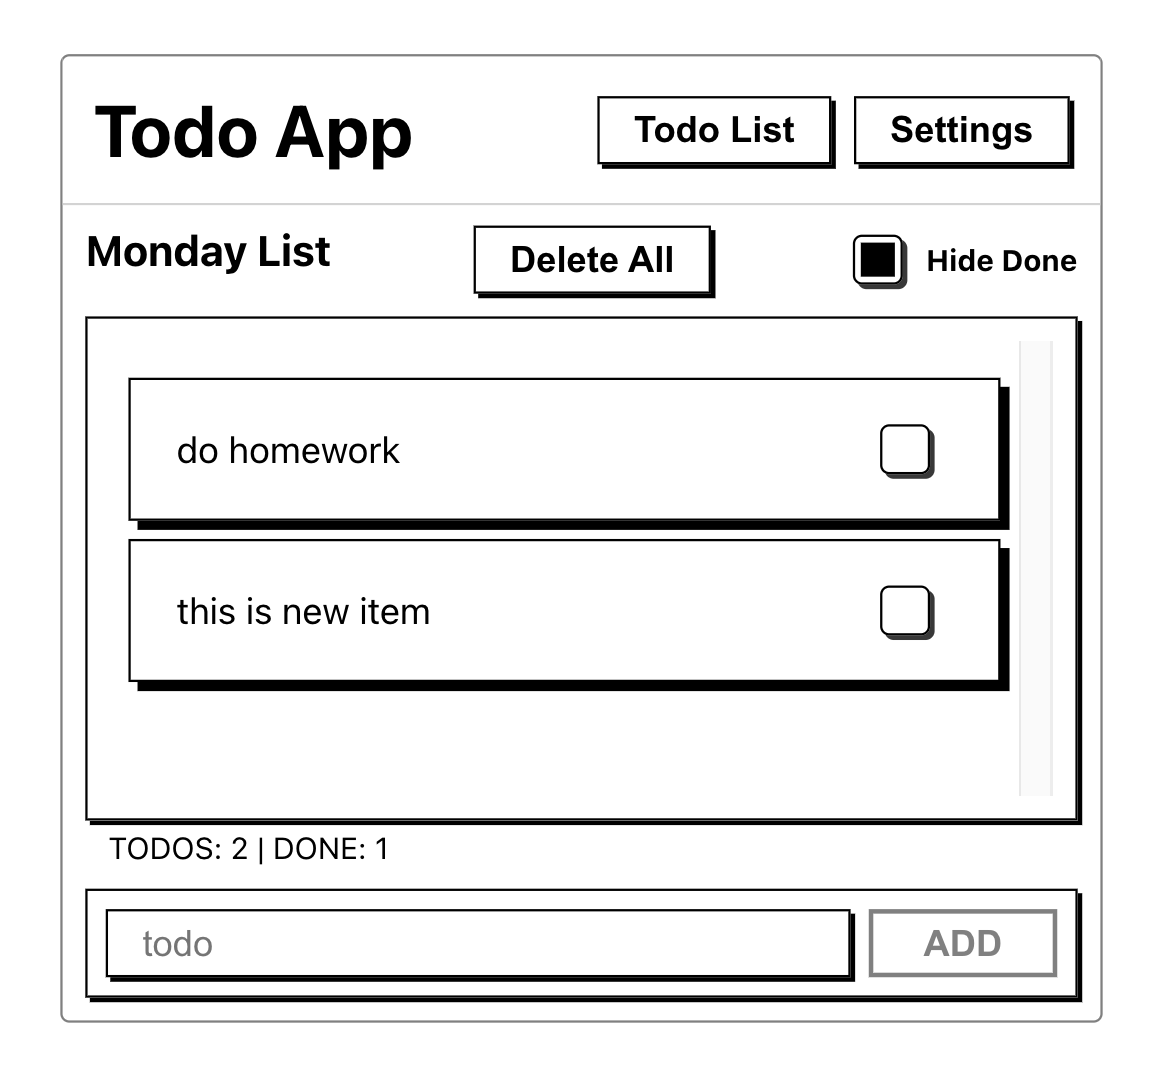 Todo App
Todo List
Settings
Monday List
Delete All
Hide Done
do homework
this is new item
TODOS: 2 | DONE: 1
todo
ADD